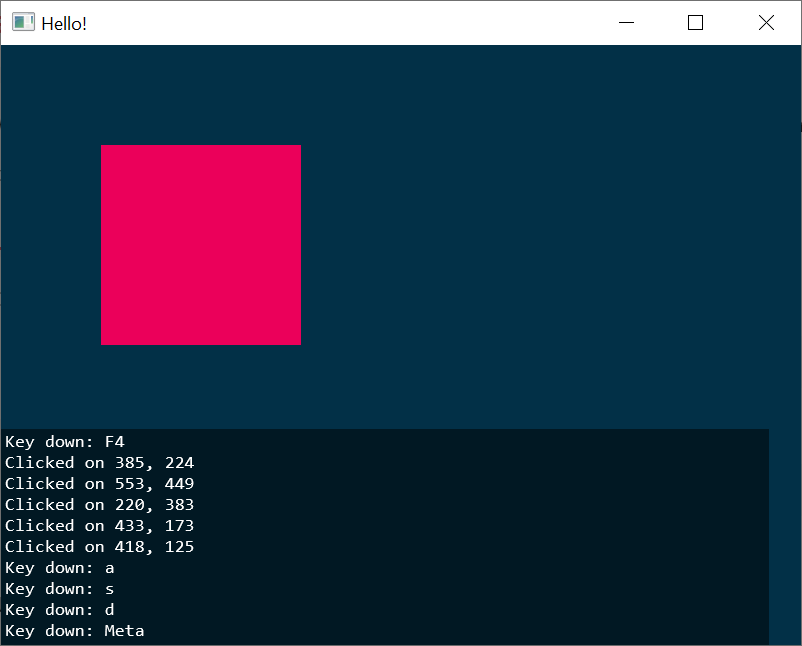 Hello!
Key down: F4
Clicked on 385, 224
Clicked on 553, 449
Clicked on 220, 383
Clicked on 433, 173
Clicked on 418, 125
Key down: a
Key down: s
Key down: d
Key down: Meta